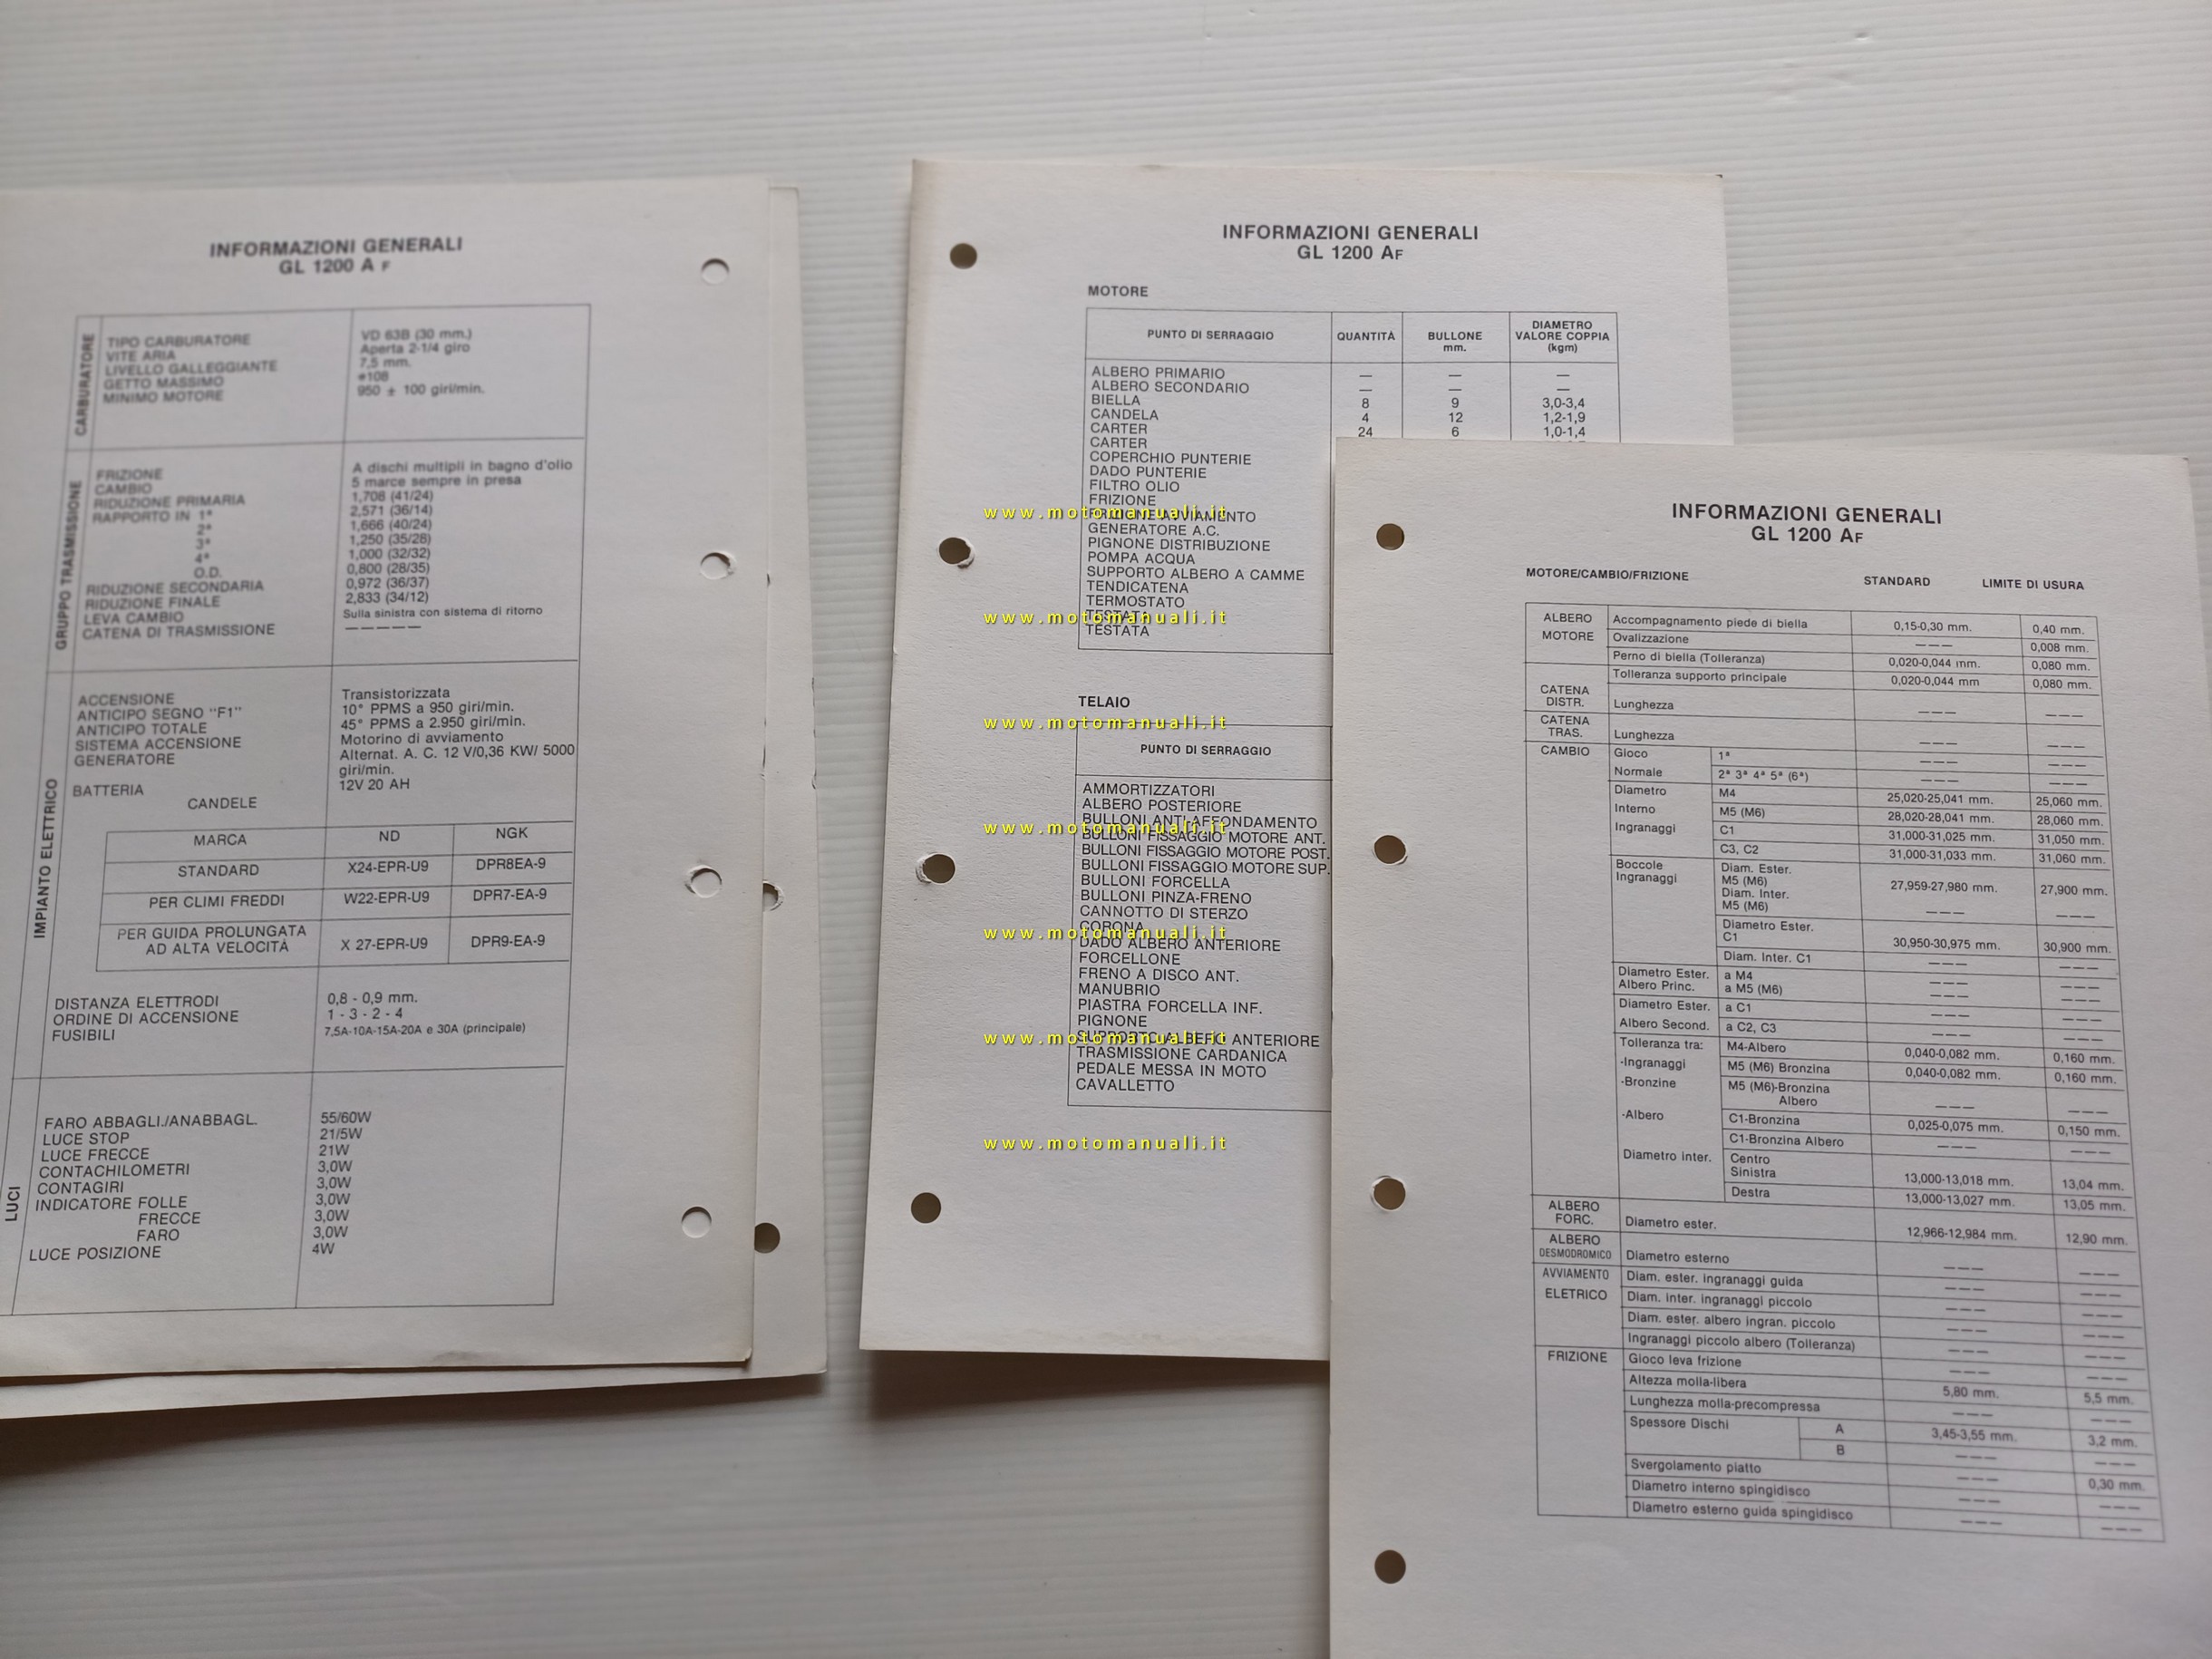 INFORMAZIONI GENERALI
GL 1200 A F
CARBURATORE
TIPO CARBURATORE VD 63B (30 mm.)
VITE ARIA Aperta 2-1/4 giro
LIVELLO GALLEGGIANTE 7,5 mm.
GETTO MASSIMO #108
MINIMO MOTORE 950 ± 100 giri/min.
GRUPPO TRASMISSIONE
FRIZIONE A dischi multipli in bagno d'olio
CAMBIO 5 marce sempre in presa
RIDUZIONE PRIMARIA 1,708 (41/24)
RAPPORTO IN 1ª 2,571 (36/14)
2ª 1,666 (40/24)
3ª 1,250 (35/28)
4ª 1,000 (32/32)
O.D. 0,800 (28/35)
RIDUZIONE SECONDARIA 0,972 (36/37)
RIDUZIONE FINALE 2,833 (34/12)
LEVA CAMBIO Sulla sinistra con sistema di ritorno
CATENA DI TRASMISSIONE —————
IMPIANTO ELETTRICO
ACCENSIONE Transistorizzata
ANTICIPO SEGNO "F1" 10° PPMS a 950 giri/min.
ANTICIPO TOTALE 45° PPMS a 2.950 giri/min.
SISTEMA ACCENSIONE Motorino di avviamento
GENERATORE Alternat. A. C. 12 V/0,36 KW/ 5000
giri/min.
BATTERIA 12V 20 AH
CANDELE
MARCA ND NGK
STANDARD X24-EPR-U9 DPR8EA-9
PER CLIMI FREDDI W22-EPR-U9 DPR7-EA-9
PER GUIDA PROLUNGATA
AD ALTA VELOCITÀ X 27-EPR-U9 DPR9-EA-9
DISTANZA ELETTRODI 0,8 - 0,9 mm.
ORDINE DI ACCENSIONE 1 - 3 - 2 - 4
FUSIBILI 7,5A-10A-15A-20A e 30A (principale)
LUCI
FARO ABBAGLI./ANABBAGL. 55/60W
LUCE STOP 21/5W
LUCE FRECCE 21W
CONTACHILOMETRI 3,0W
CONTAGIRI 3,0W
INDICATORE FOLLE 3,0W
FRECCE 3,0W
FARO 3,0W
LUCE POSIZIONE 4W
INFORMAZIONI GENERALI
GL 1200 AF
MOTORE
PUNTO DI SERRAGGIO QUANTITÀ BULLONE mm. DIAMETRO VALORE COPPIA (kgm)
ALBERO PRIMARIO — — —
ALBERO SECONDARIO — — —
BIELLA 8 9 3,0-3,4
CANDELA 4 12 1,2-1,9
CARTER 24 6 1,0-1,4
CARTER
COPERCHIO PUNTERIE
DADO PUNTERIE
FILTRO OLIO
FRIZIONE
www.motomanuali.it
AVVIAMENTO
GENERATORE A.C.
PIGNONE DISTRIBUZIONE
POMPA ACQUA
SUPPORTO ALBERO A CAMME
TENDICATENA
TERMOSTATO
TESTATA
www.motomanuali.it
TESTATA
TELAIO
www.motomanuali.it
PUNTO DI SERRAGGIO
AMMORTIZZATORI
ALBERO POSTERIORE
BULLONI ANTI-AFFONDAMENTO
www.motomanuali.it
BULLONI FISSAGGIO MOTORE ANT.
BULLONI FISSAGGIO MOTORE POST.
BULLONI FISSAGGIO MOTORE SUP.
BULLONI FORCELLA
BULLONI PINZA-FRENO
CANNOTTO DI STERZO
CORONA
www.motomanuali.it
DADO ALBERO ANTERIORE
FORCELLONE
FRENO A DISCO ANT.
MANUBRIO
PIASTRA FORCELLA INF.
PIGNONE
SUPPORTO ALBERO ANTERIORE
www.motomanuali.it
TRASMISSIONE CARDANICA
PEDALE MESSA IN MOTO
CAVALLETTO
www.motomanuali.it
INFORMAZIONI GENERALI
GL 1200 AF
MOTORE/CAMBIO/FRIZIONE STANDARD LIMITE DI USURA
ALBERO MOTORE Accompagnamento piede di biella 0,15-0,30 mm. 0,40 mm.
Ovalizzazione ——— 0,008 mm.
Perno di biella (Tolleranza) 0,020-0,044 mm. 0,080 mm.
Tolleranza supporto principale 0,020-0,044 mm 0,080 mm.
CATENA DISTR. Lunghezza ——— ———
CATENA TRAS. Lunghezza ——— ———
CAMBIO Gioco 1ª ——— ———
Normale 2ª 3ª 4ª 5ª (6ª) ——— ———
Diametro M4 25,020-25,041 mm. 25,060 mm.
Interno M5 (M6) 28,020-28,041 mm. 28,060 mm.
Ingranaggi C1 31,000-31,025 mm. 31,050 mm.
C3, C2 31,000-31,033 mm. 31,060 mm.
Boccole Diam. Ester.
Ingranaggi M5 (M6) 27,959-27,980 mm. 27,900 mm.
Diam. Inter.
M5 (M6) ——— ———
Diametro Ester.
C1 30,950-30,975 mm. 30,900 mm.
Diam. Inter. C1 ——— ———
Diametro Ester. a M4 ——— ———
Albero Princ. a M5 (M6) ——— ———
Diametro Ester. a C1 ——— ———
Albero Second. a C2, C3 ——— ———
Tolleranza tra: M4-Albero 0,040-0,082 mm. 0,160 mm.
-Ingranaggi M5 (M6) Bronzina 0,040-0,082 mm. 0,160 mm.
-Bronzine M5 (M6)-Bronzina
Albero ——— ———
-Albero C1-Bronzina 0,025-0,075 mm. 0,150 mm.
C1-Bronzina Albero ——— ———
Diametro inter. Centro
Sinistra 13,000-13,018 mm. 13,04 mm.
Destra 13,000-13,027 mm. 13,05 mm.
ALBERO FORC. Diametro ester. 12,966-12,984 mm. 12,90 mm.
ALBERO DESMODROMICO Diametro esterno ——— ———
AVVIAMENTO ELETRICO Diam. ester. ingranaggi guida ——— ———
Diam. inter. ingranaggi piccolo ——— ———
Diam. ester. albero ingran. piccolo ——— ———
Ingranaggi piccolo albero (Tolleranza) ——— ———
FRIZIONE Gioco leva frizione ——— ———
Altezza molla-libera 5,80 mm. 5,5 mm.
Lunghezza molla-precompressa ——— ———
Spessore Dischi A 3,45-3,55 mm. 3,2 mm.
B ——— ———
Svergolamento piatto ——— 0,30 mm.
Diametro interno spingidisco ——— ———
Diametro esterno guida spingidisco ——— ———